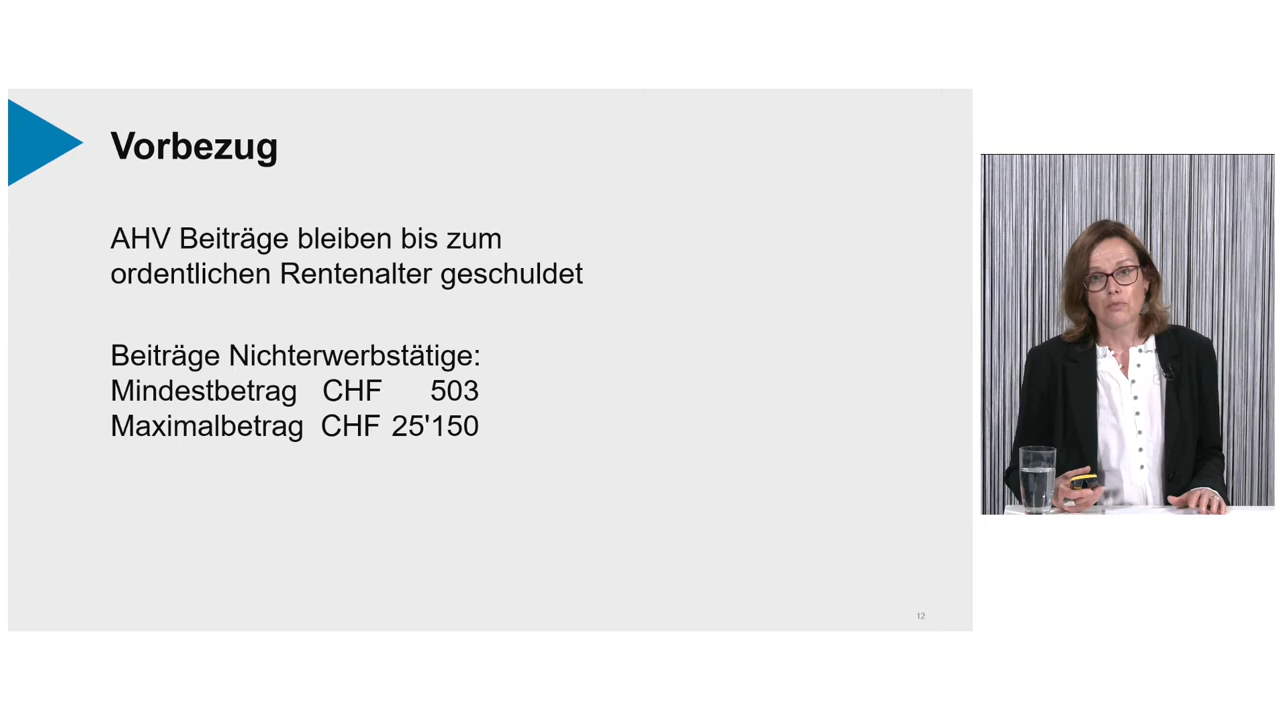 Vorbezug
AHV Beiträge bleiben bis zum
ordentlichen Rentenalter geschuldet
Beiträge Nichterwerbstätige:
Mindestbetrag CHF 503
Maximalbetrag CHF 25'150
12